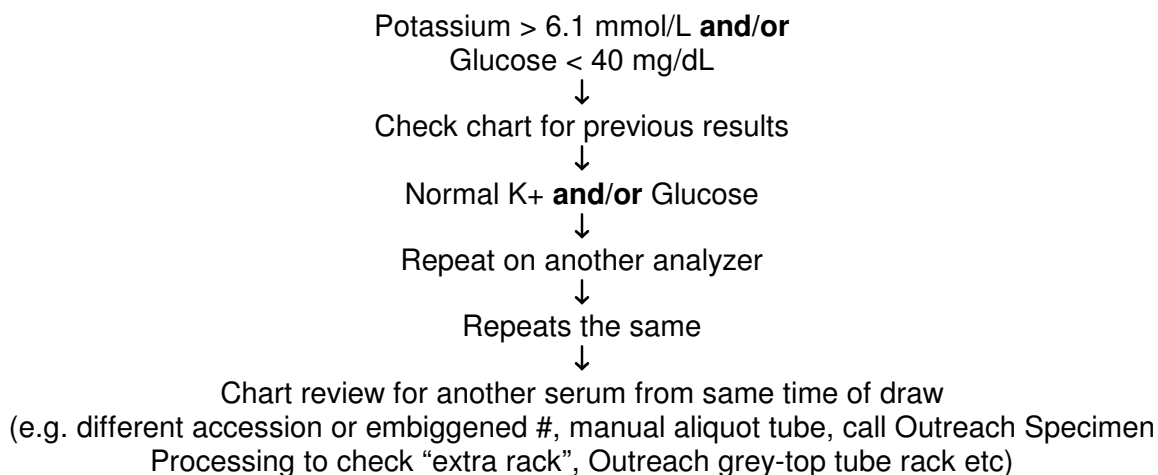 Potassium > 6.1 mmol/L and/or
Glucose < 40 mg/dL
↓
Check chart for previous results
↓
Normal K+ and/or Glucose
↓
Repeat on another analyzer
↓
Repeats the same
↓
Chart review for another serum from same time of draw
(e.g. different accession or embiggened #, manual aliquot tube, call Outreach Specimen
Processing to check “extra rack”, Outreach grey-top tube rack etc)